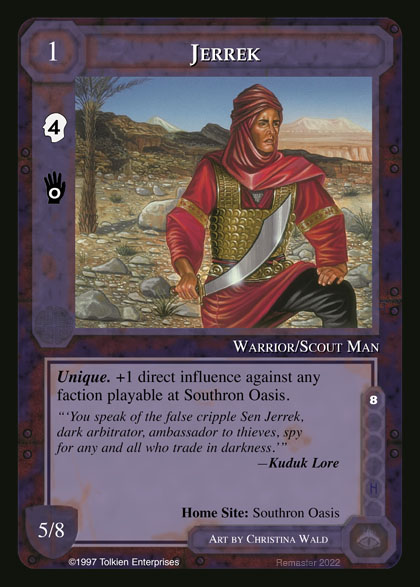 1
JERREK
4
0
WARRIOR/SCOUT MAN
Unique. +1 direct influence against any
faction playable at Southron Oasis.
“‘You speak of the false cripple Sen Jerrek,
dark arbitrator, ambassador to thieves, spy
for any and all who trade in darkness.’”
—Kuduk Lore
8
H
Home Site: Southron Oasis
5/8
ART BY CHRISTINA WALD
©1997 Tolkien Enterprises
Remaster 2022